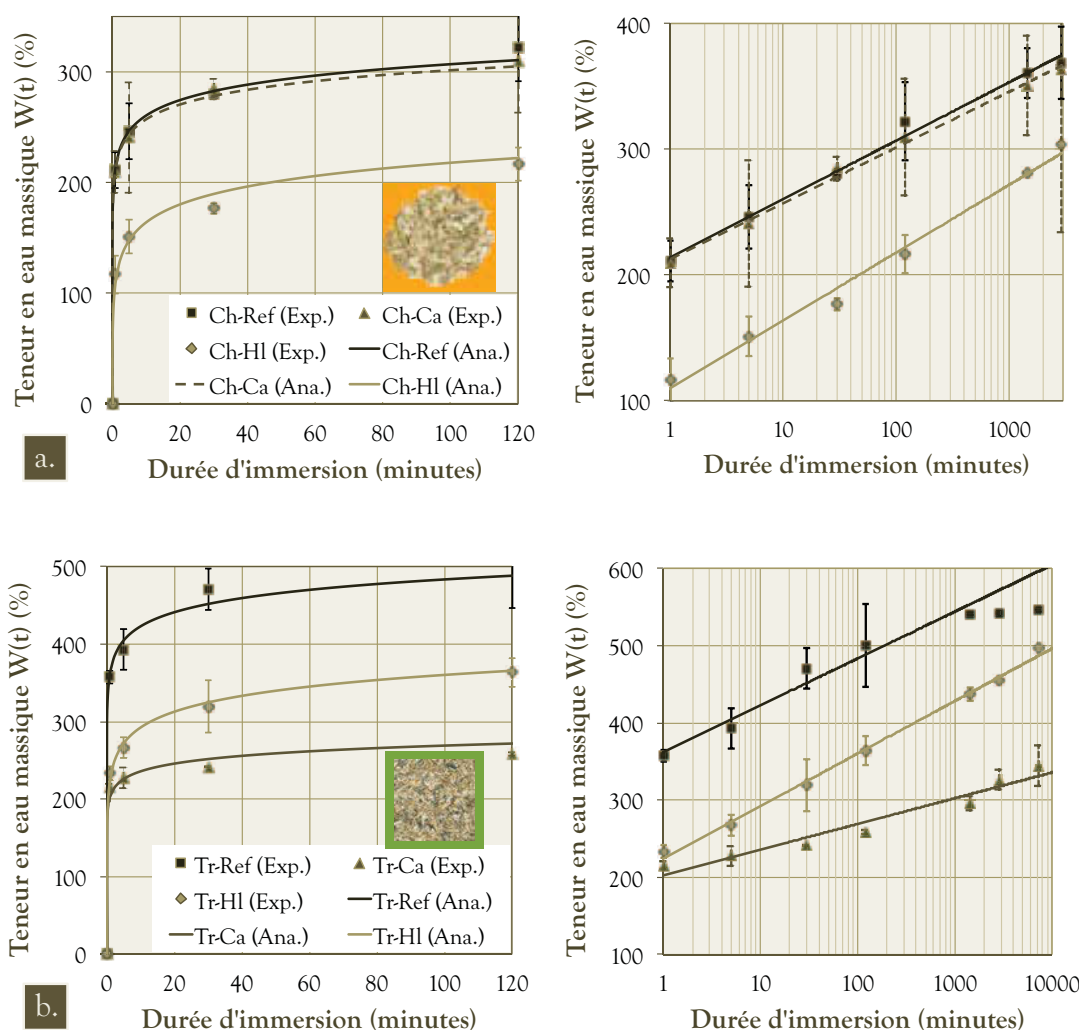 Teneur en eau massique W(t) (%)
300
200
100
0
0 20 40 60 80 100 120
Durée d'immersion (minutes)
Ch-Ref (Exp.) Ch-Ca (Exp.)
Ch-Hl (Exp.) Ch-Ref (Ana.)
Ch-Ca (Ana.) Ch-Hl (Ana.)
a.
Teneur en eau massique W(t) (%)
400
300
200
100
1 10 100 1000
Durée d'immersion (minutes)
Teneur en eau massique W(t) (%)
500
400
300
200
100
0
0 20 40 60 80 100 120
Durée d'immersion (minutes)
Tr-Ref (Exp.) Tr-Ca (Exp.)
Tr-Hl (Exp.) Tr-Ref (Ana.)
Tr-Ca (Ana.) Tr-Hl (Ana.)
b.
Teneur en eau massique W(t) (%)
600
500
400
300
200
100
1 10 100 1000 10000
Durée d'immersion (minutes)